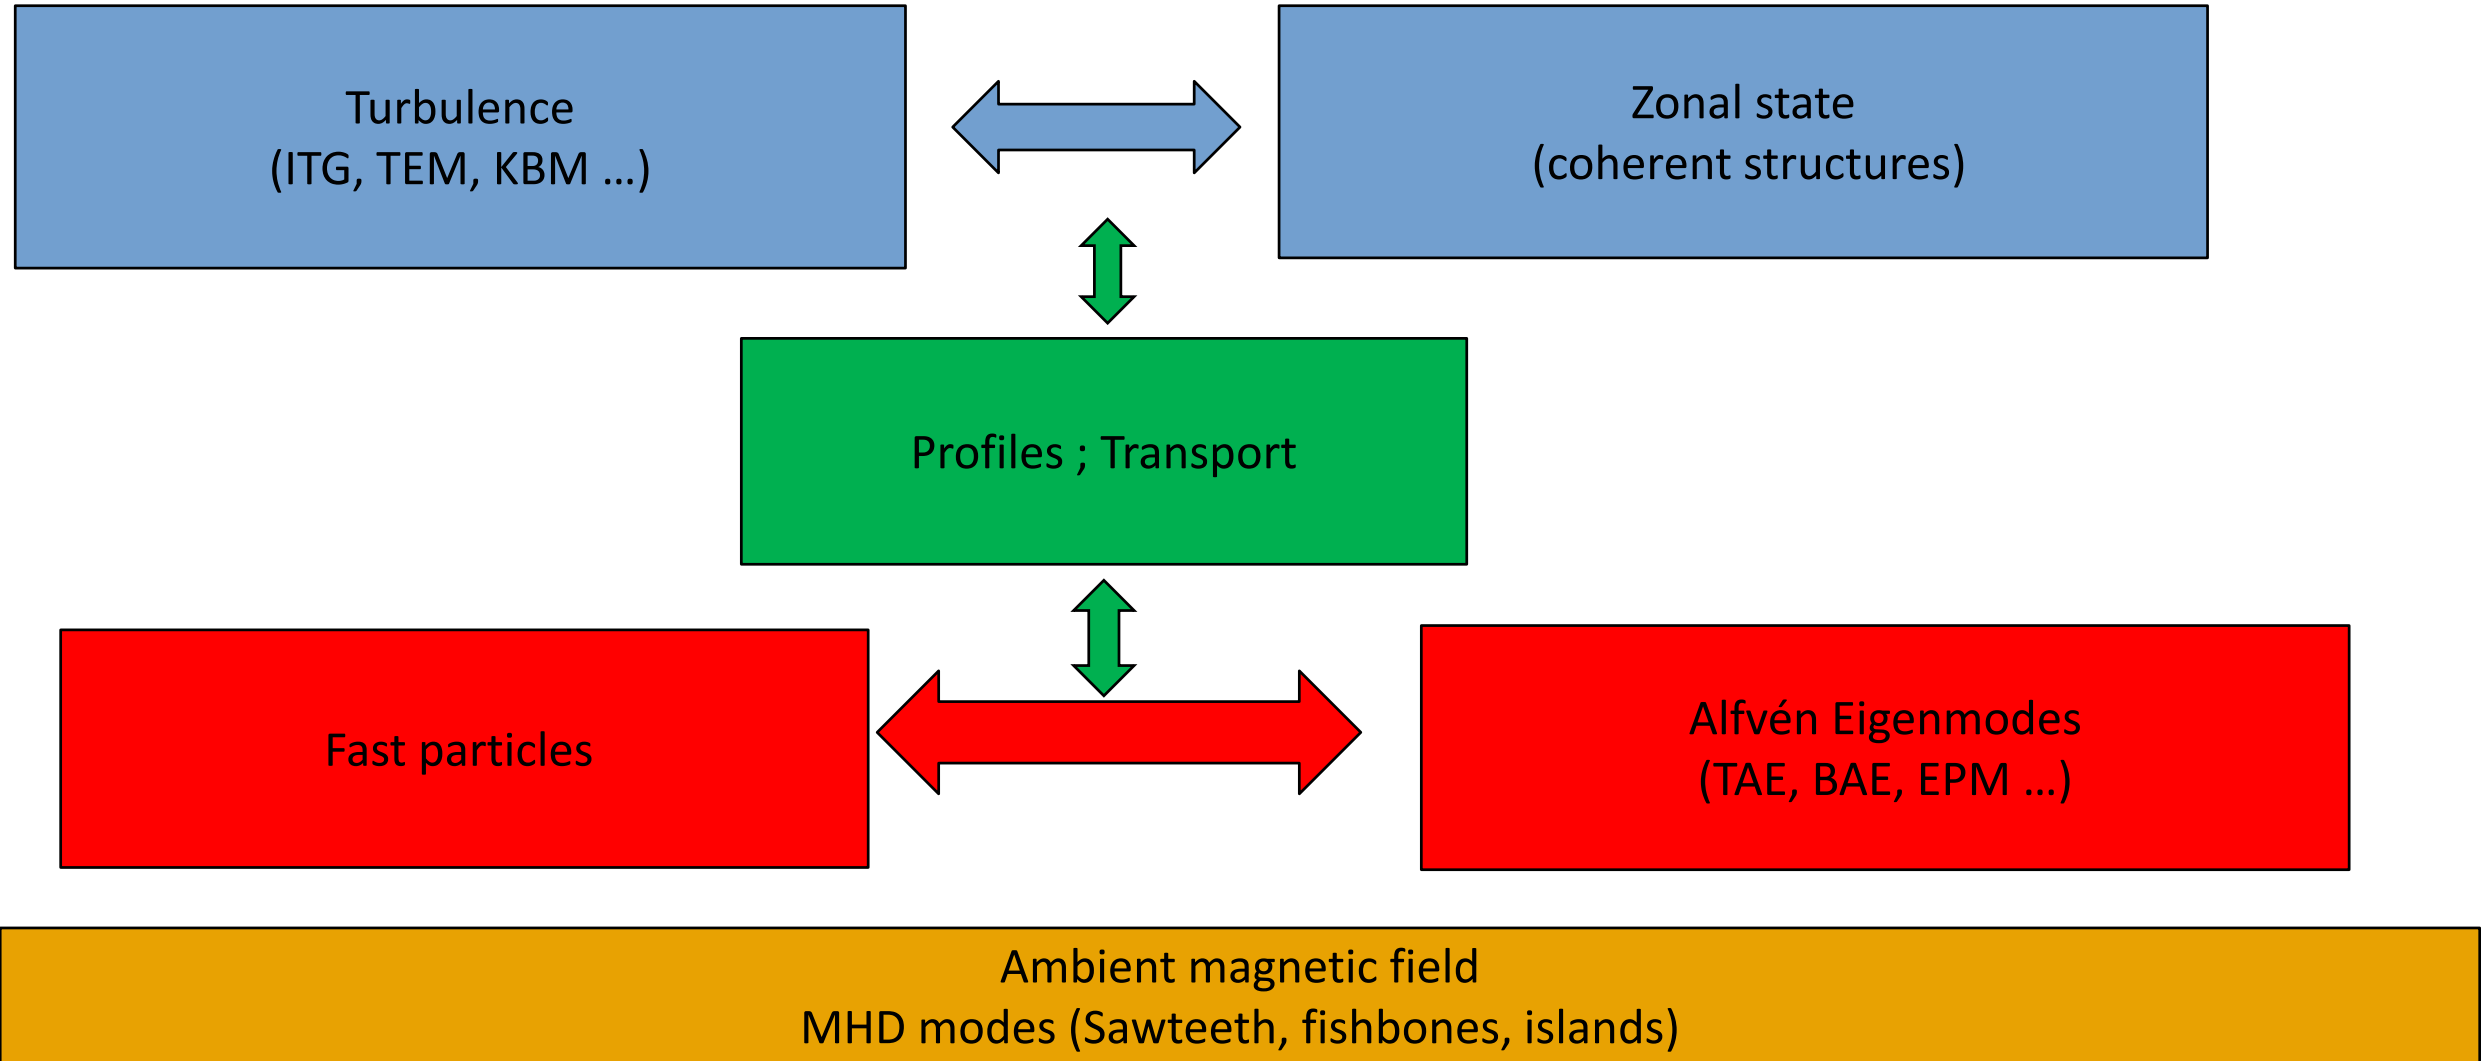 Turbulence
(ITG, TEM, KBM ...)
Zonal state
(coherent structures)
Profiles ; Transport
Fast particles
Alfvén Eigenmodes
(TAE, BAE, EPM ...)
Ambient magnetic field
MHD modes (Sawteeth, fishbones, islands)